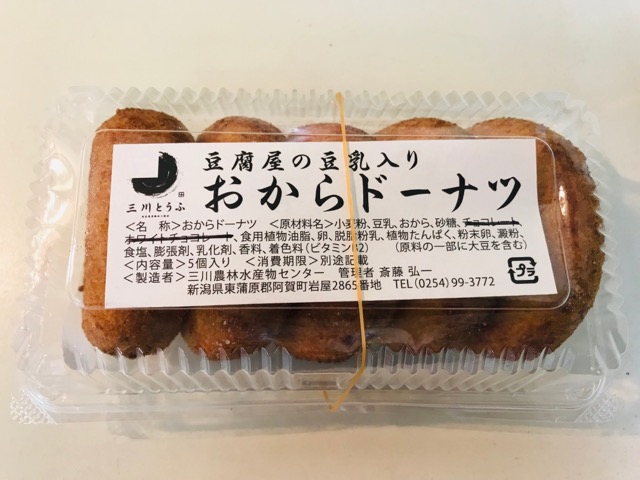 豆腐屋の豆乳入り
三川とうふ
おからドーナツ
<名　称>おからドーナツ　<原材料名>小麦粉、豆乳、おから、砂糖、チョコレート
ホワイトチョコレート、食用植物油脂、卵、脱脂粉乳、植物たんぱく、粉末卵、澱粉、
食塩、膨張剤、乳化剤、香料、着色料(ビタミンB2)　(原料の一部に大豆を含む)
<内容量>5個入り　<消費期限>別途記載
<製造者>三川農林水産物センター　管理者 斎藤 弘一
新潟県東蒲原郡阿賀町岩屋2865番地　TEL(0254)99-3772
プラ